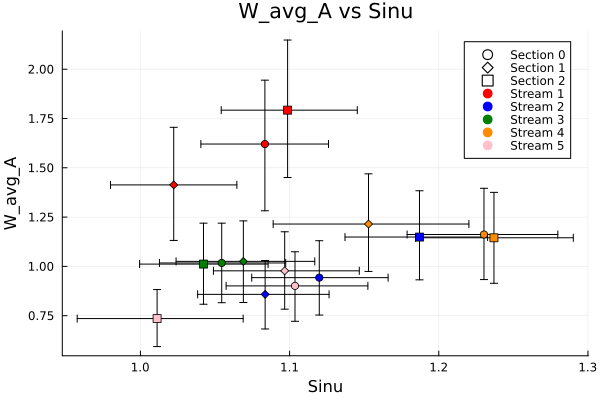 W_avg_A vs Sinu
W_avg_A
2.00
1.75
1.50
1.25
1.00
0.75
Section 0
Section 1
Section 2
Stream 1
Stream 2
Stream 3
Stream 4
Stream 5
1.0
1.1
1.2
1.3
Sinu